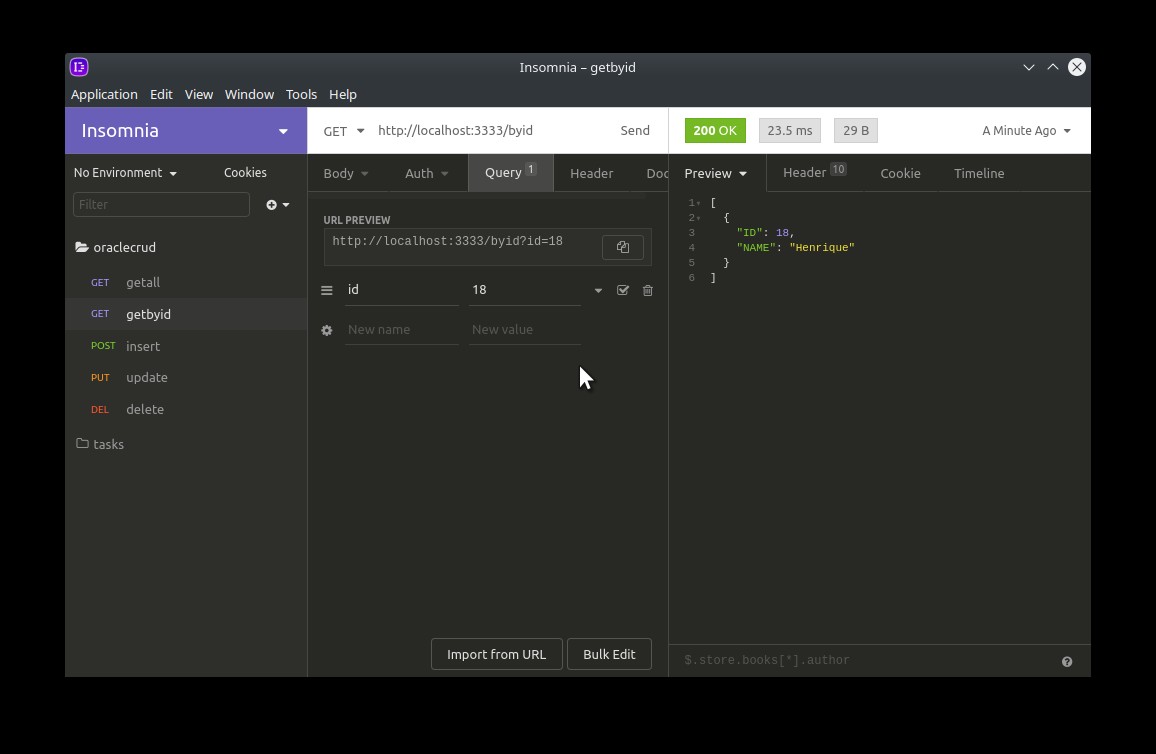 Insomnia – getbyid
Application Edit View Window Tools Help
Insomnia
GET http://localhost:3333/byid Send
200 OK 23.5 ms 29 B A Minute Ago
No Environment Cookies
Body Auth Query 1 Header Doc
Preview Header 10 Cookie Timeline
Filter
oraclecrud
GET getall
GET getbyid
POST insert
PUT update
DEL delete
tasks
URL PREVIEW
http://localhost:3333/byid?id=18
id 18
New name New value
Import from URL Bulk Edit
1 [
2 {
3 "ID": 18,
4 "NAME": "Henrique"
5 }
6 ]
$.store.books[*].author